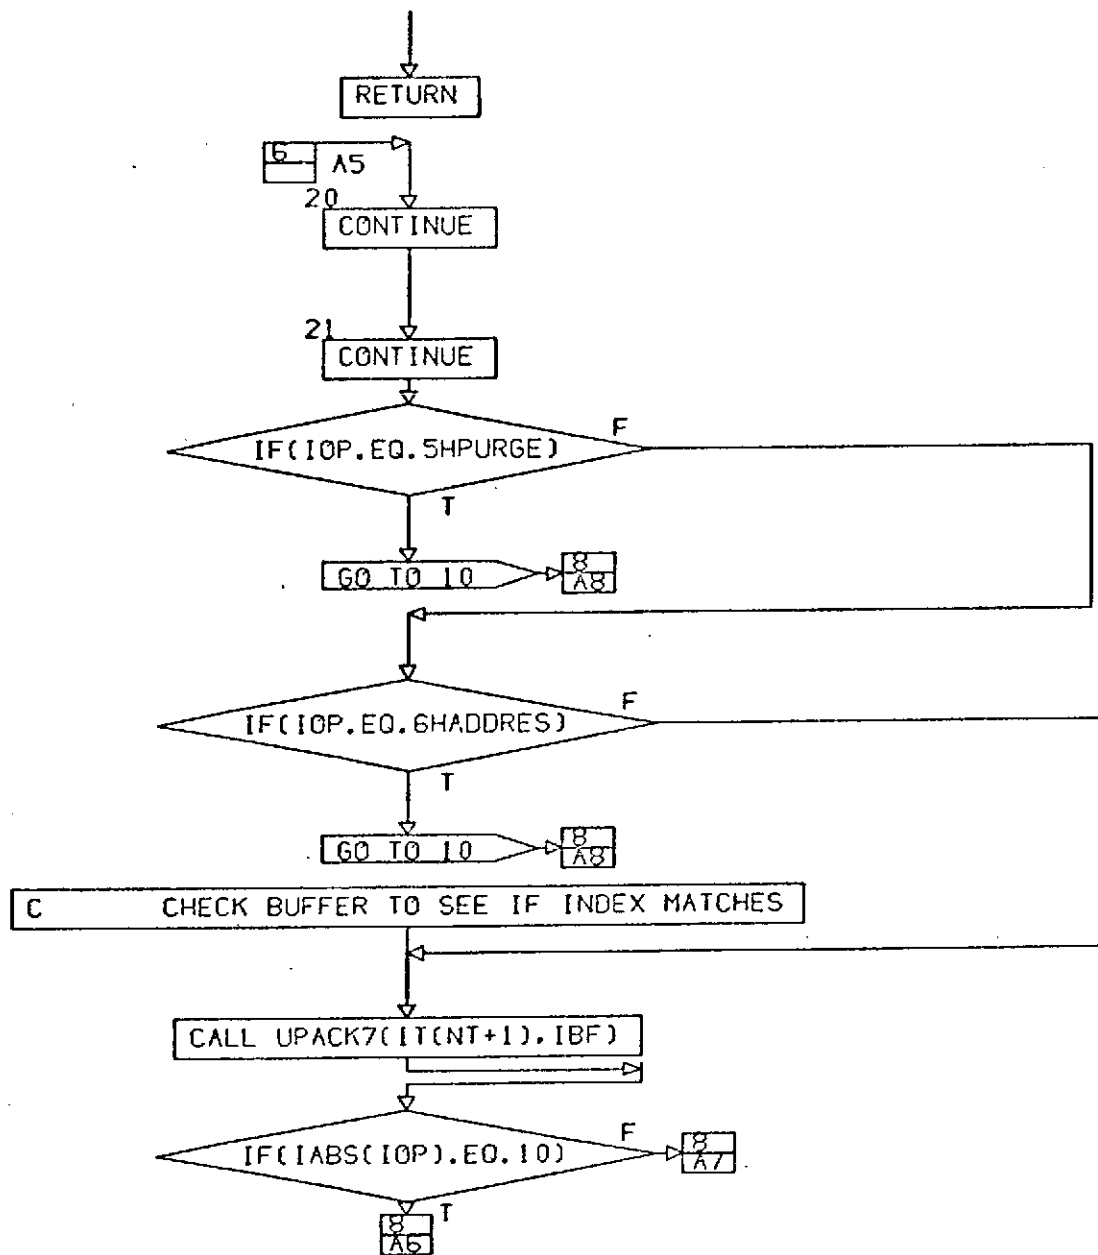 RETURN
6
A5
20
CONTINUE
21
CONTINUE
IF(IOP.EQ.5HPURGE)
F
T
GO TO 10
8
A8
IF(IOP.EQ.6HADDRES)
F
T
GO TO 10
8
A8
C CHECK BUFFER TO SEE IF INDEX MATCHES
CALL UPACK7(IT(NT+1).IBF)
IF(IABS(IOP).EQ.10)
F
8
A7
T
8
A6